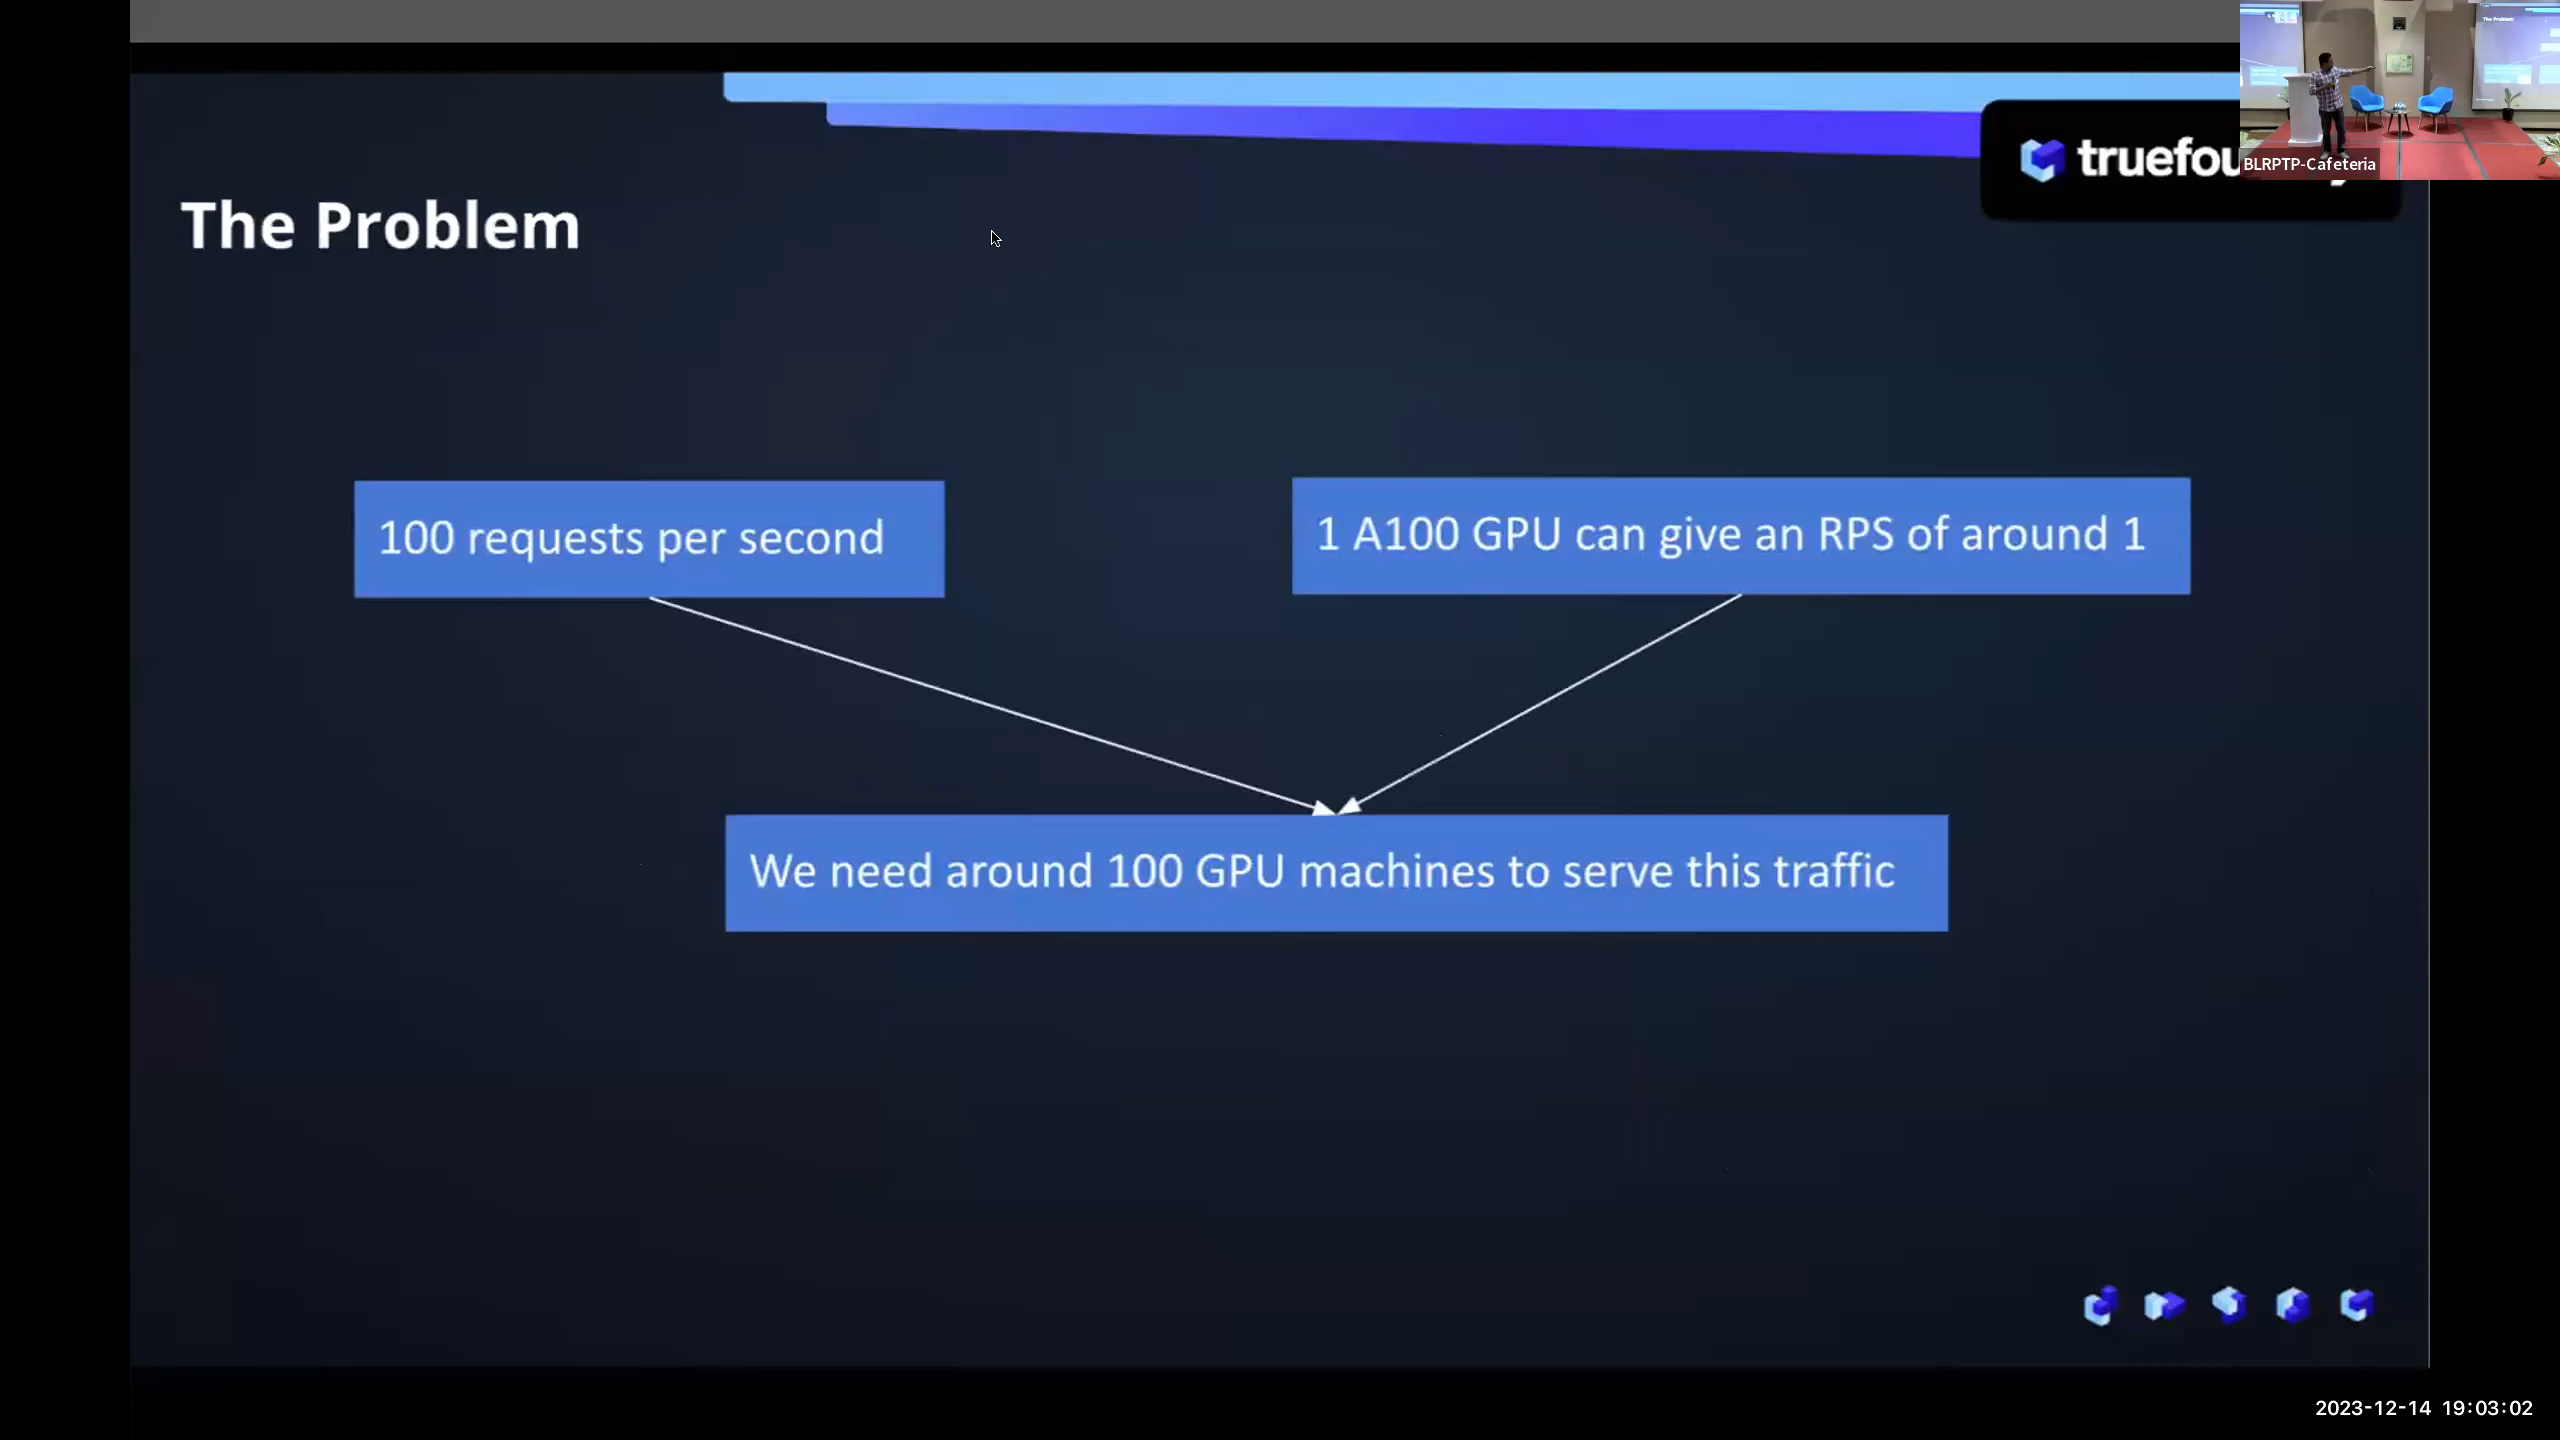 truefou
BLRPTP-Cafeteria
The Problem
100 requests per second
1 A100 GPU can give an RPS of around 1
We need around 100 GPU machines to serve this traffic
2023-12-14 19:03:02